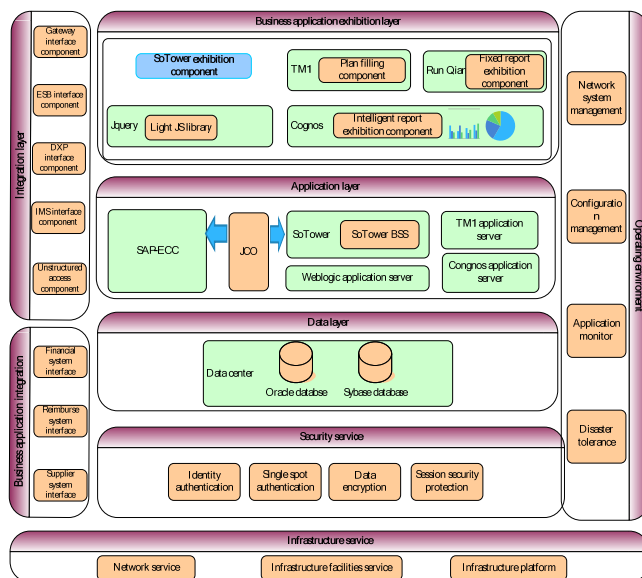 Business application exhibition layer
Integration layer
Gateway
interface
component
ESB interface
component
DXP
interface
component
IMS interface
component
Unstructured
access
component
SoTower exhibition
component
TM1
Plan filling
component
Run Qian
Fixed report
exhibition
component
Jquery
Light JS library
Cognos
Intelligent report
exhibition component
Application layer
SAP-ECC
JCO
SoTower
SoTower BSS
Weblogic application server
TM1 application
server
Congnos application
server
Business application integration
Financial
system
interface
Reimburse
system
interface
Supplier
system
interface
Data layer
Data center
Oracle databse
Sybase database
Security service
Identity
authentication
Single spot
authentication
Data
encryption
Session security
protection
Operating enviroment
Network
system
management
Configuratio
n
management
Application
monitor
Disaster
tolerance
Infrastructure service
Network service
Infrastructure facilities service
Infrastructure platform